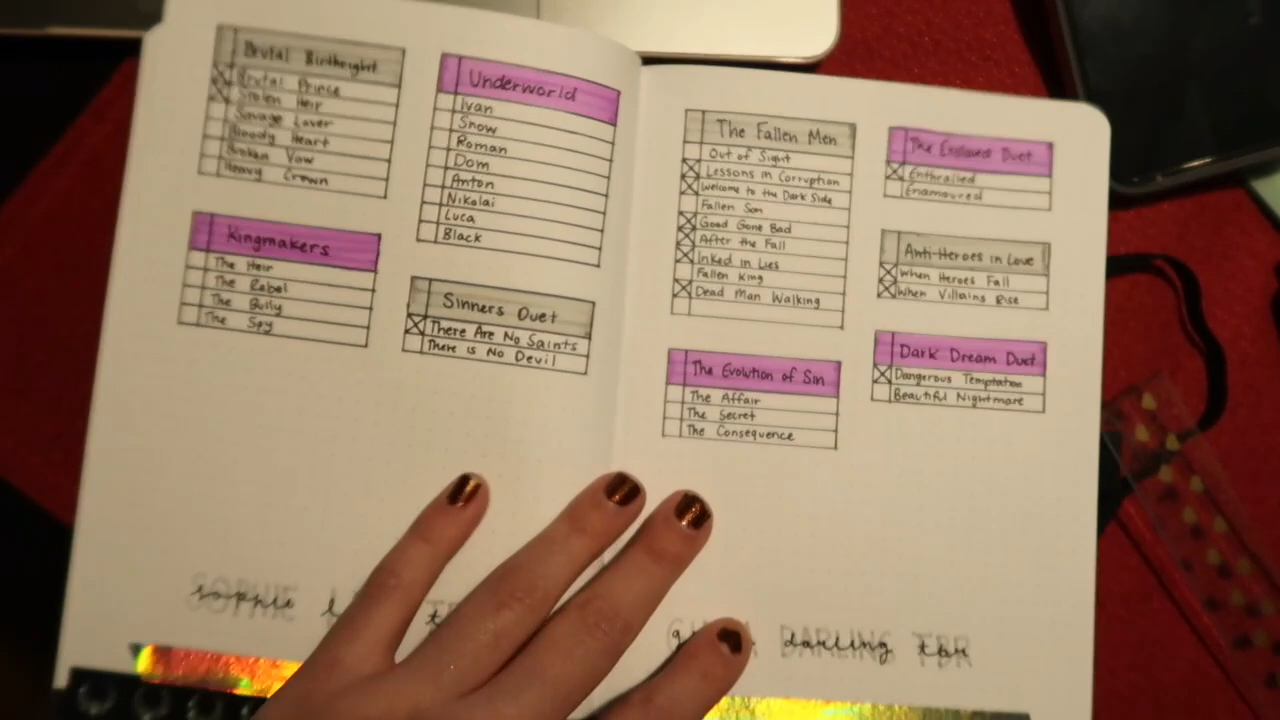 Brutal Birthright
Brutal Prince
Stolen Heir
Savage Lover
Bloody Heart
Broken Vow
Heavy Crown
Kingmakers
The Heir
The Rebel
The Bully
The Spy
Underworld
Ivan
Snow
Roman
Dom
Anton
Nikolai
Luca
Black
Sinners Duet
There Are No Saints
There is No Devil
SOPHIE
sophie
The Fallen Men
Out of Sight
Lessons in Corruption
Welcome to the Dark Side
Fallen Son
Good Gone Bad
After the Fall
Inked in Lies
Fallen King
Dead Man Walking
The Evolution of Sin
The Affair
The Secret
The Consequence
The Enslaved Duet
Enthralled
Enamoured
Anti-Heroes in Love
When Heroes Fall
When Villains Rise
Dark Dream Duet
Dangerous Temptation
Beautiful Nightmare
DARLING TBR
darling tbr